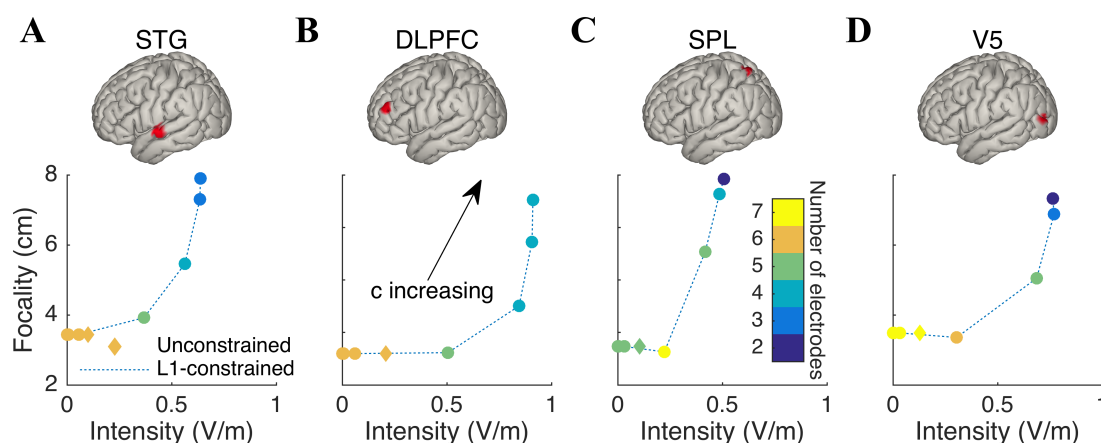 A
STG
B
DLPFC
C
SPL
D
V5
Focality (cm)
8
6
4
2
Unconstrained
L1-constrained
0
0.5
1
Intensity (V/m)
c increasing
0
0.5
1
Intensity (V/m)
7
6
5
4
3
2
Number of electrodes
0
0.5
1
Intensity (V/m)
0
0.5
1
Intensity (V/m)